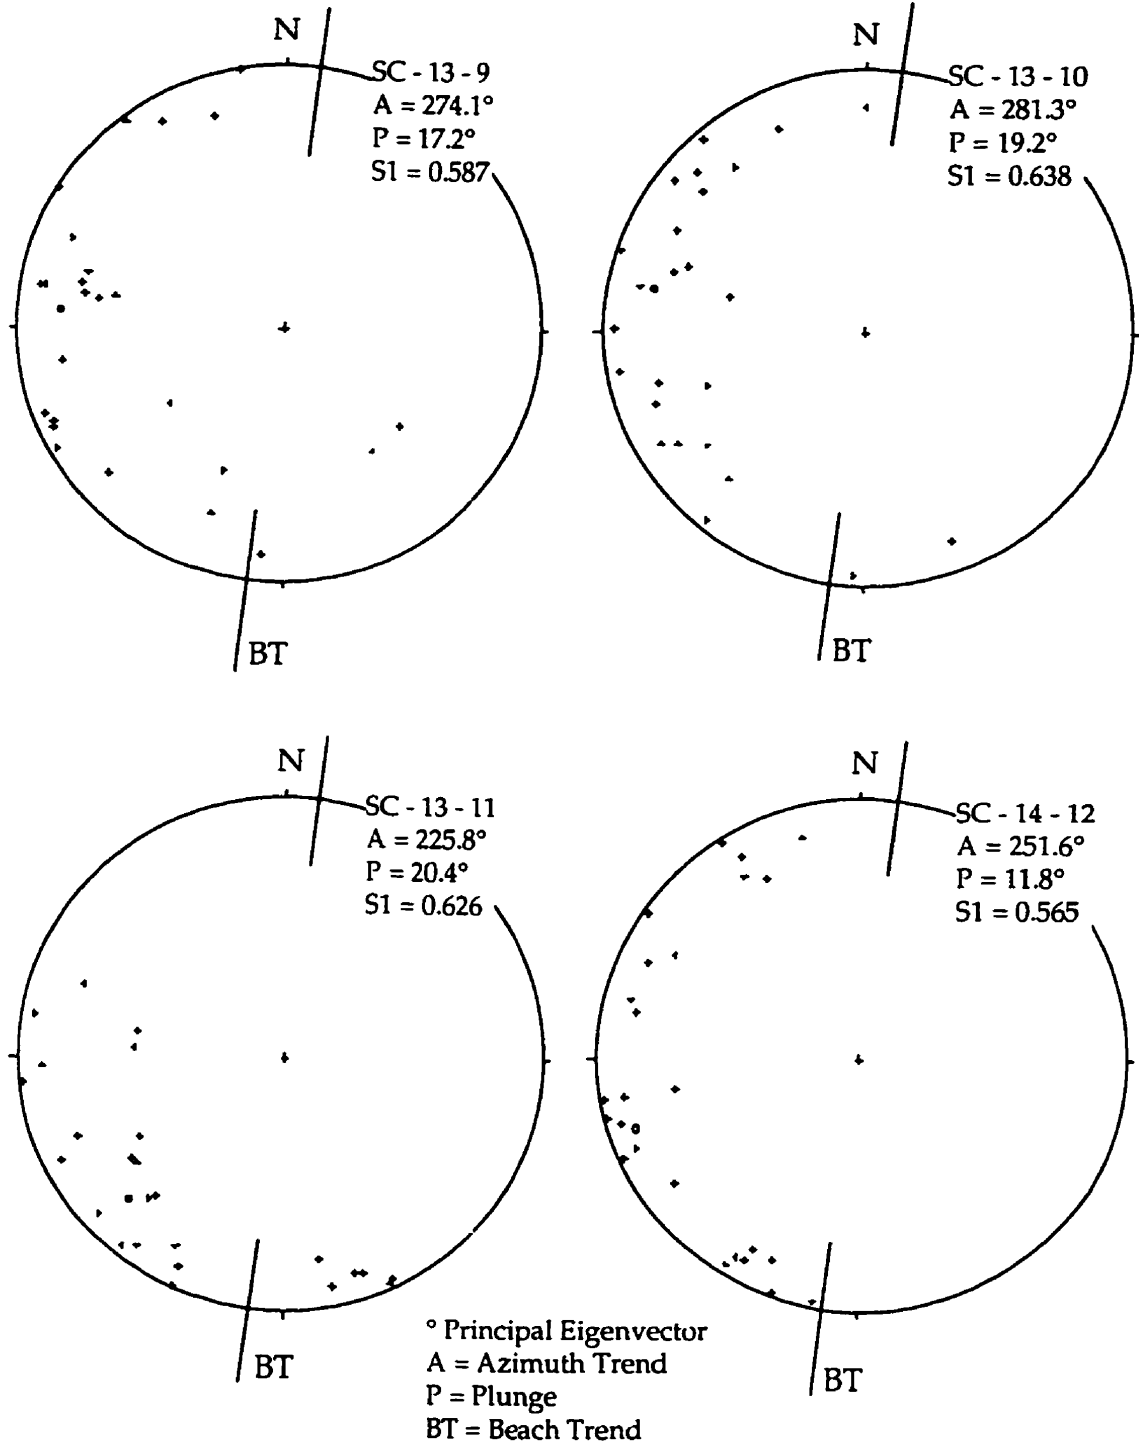 N
SC - 13 - 9
A = 274.1°
P = 17.2°
S1 = 0.587
BT
N
SC - 13 - 10
A = 281.3°
P = 19.2°
S1 = 0.638
BT
N
SC - 13 - 11
A = 225.8°
P = 20.4°
S1 = 0.626
BT
N
SC - 14 - 12
A = 251.6°
P = 11.8°
S1 = 0.565
BT
° Principal Eigenvector
A = Azimuth Trend
P = Plunge
BT = Beach Trend